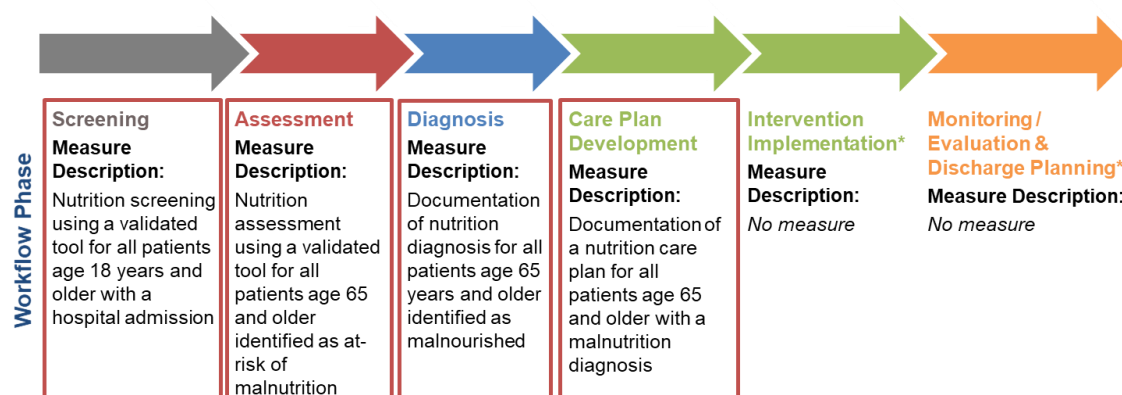 Workflow Phase
Screening
Measure
Description:
Nutrition screening
using a validated
tool for all patients
age 18 years and
older with a
hospital admission
Assessment
Measure
Description:
Nutrition
assessment
using a validated
tool for all
patients age 65
and older
identified as at-
risk of
malnutrition
Diagnosis
Measure
Description:
Documentation
of nutrition
diagnosis for all
patients age 65
years and older
identified as
malnourished
Care Plan
Development
Measure
Description:
Documentation of
a nutrition care
plan for all
patients age 65
and older with a
malnutrition
diagnosis
Intervention
Implementation*
Measure
Description:
No measure
Monitoring /
Evaluation &
Discharge Planning*
Measure Description:
No measure